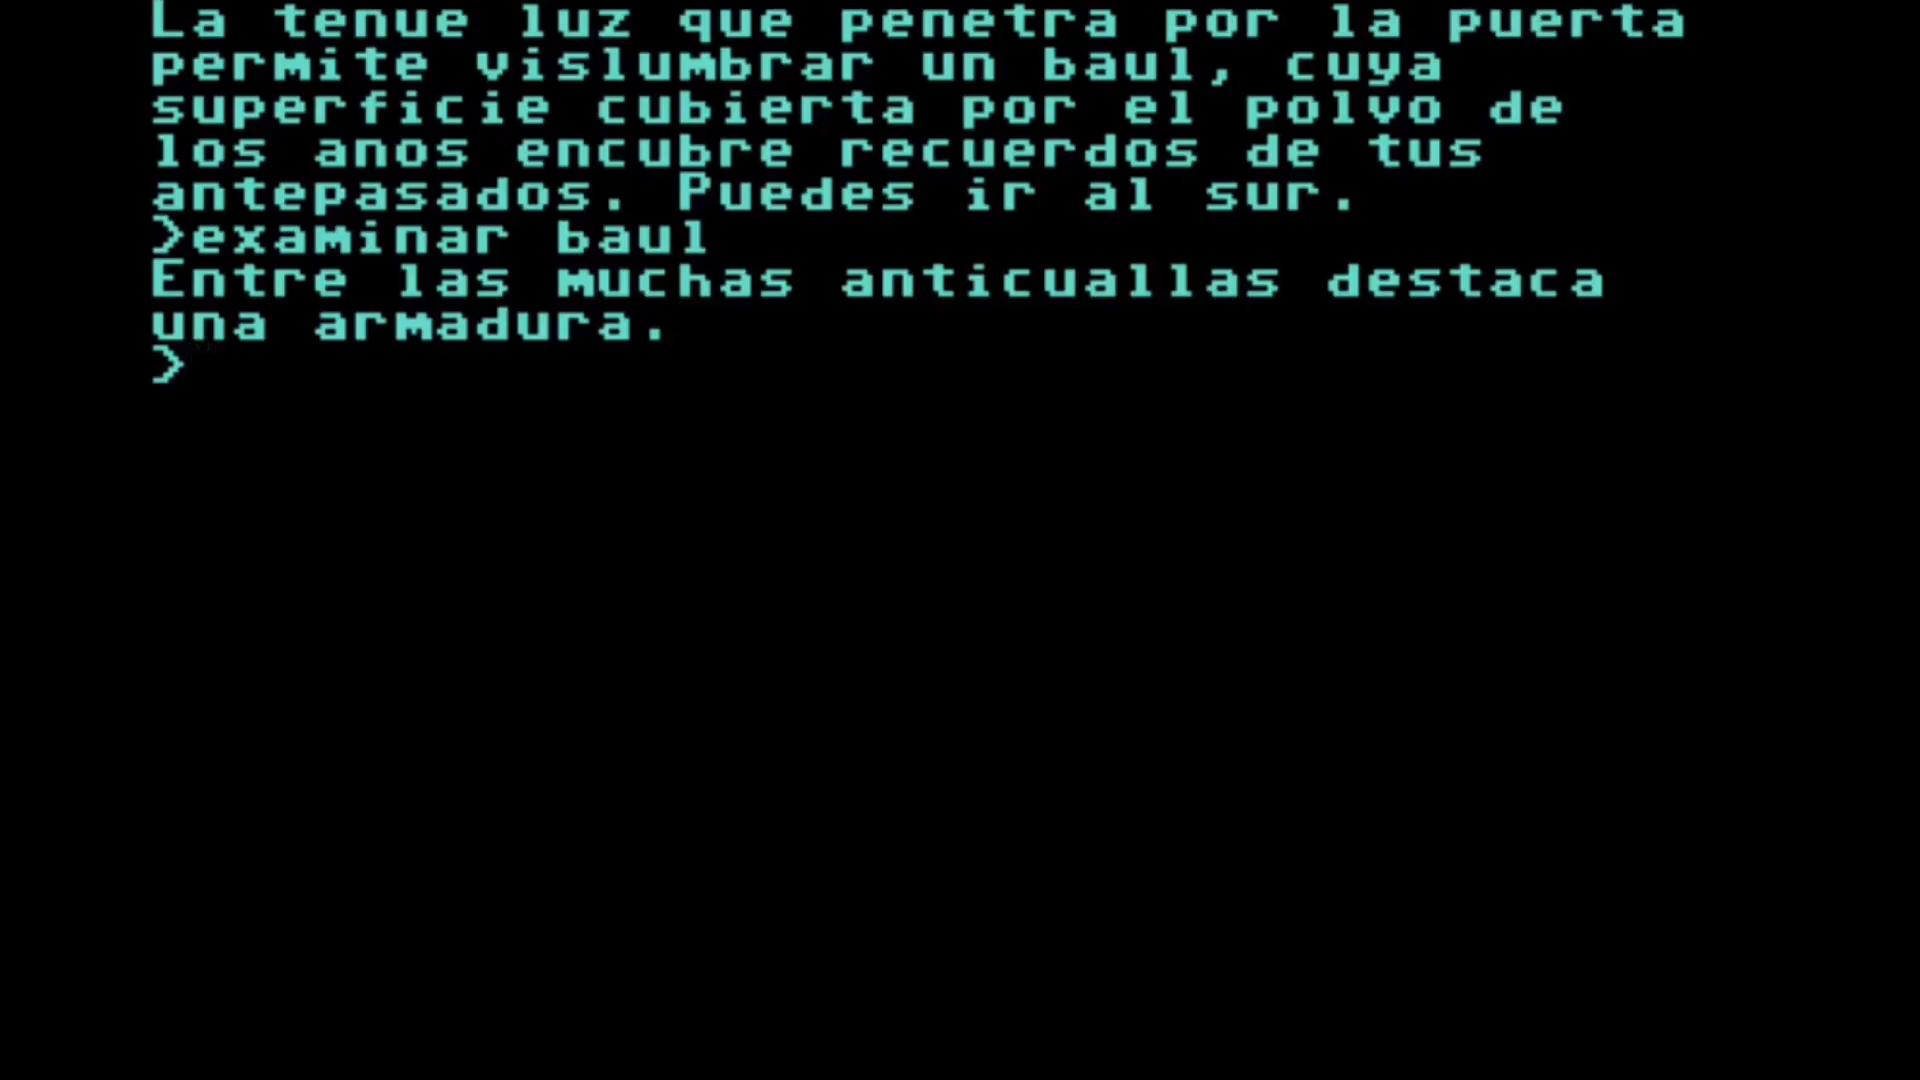 La tenue luz que penetra por la puerta
permite vislumbrar un baul, cuya
superficie cubierta por el polvo de
los anos encubre recuerdos de tus
antepasados. Puedes ir al sur.
>examinar baul
Entre las muchas anticuallas destaca
una armadura.
>